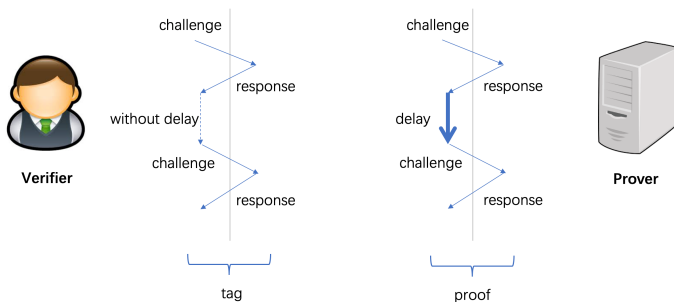 challenge
challenge
response
response
without delay
delay
challenge
challenge
Verifier
Prover
response
response
tag
proof